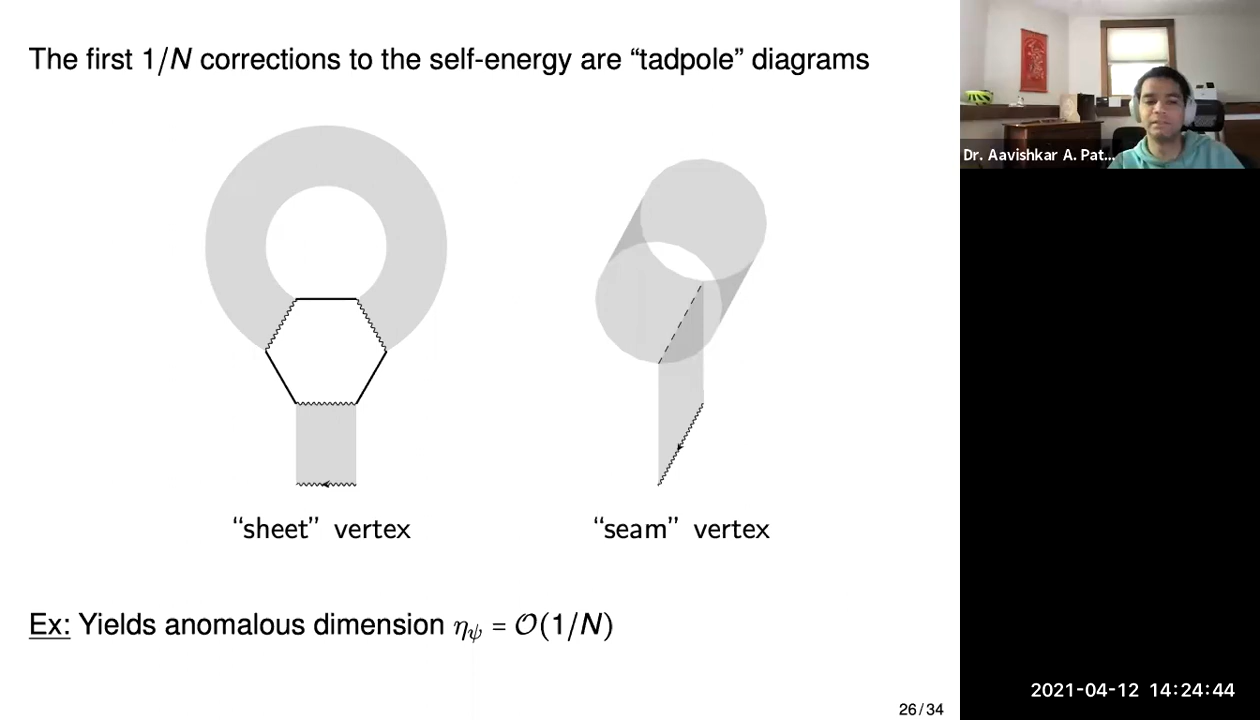 The first 1/N corrections to the self-energy are “tadpole” diagrams
Dr. Aavishkar A. Pat...
“sheet” vertex
“seam” vertex
Ex: Yields anomalous dimension ηψ = 𝒪(1/N)
2021-04-12 14:24:44
26/34